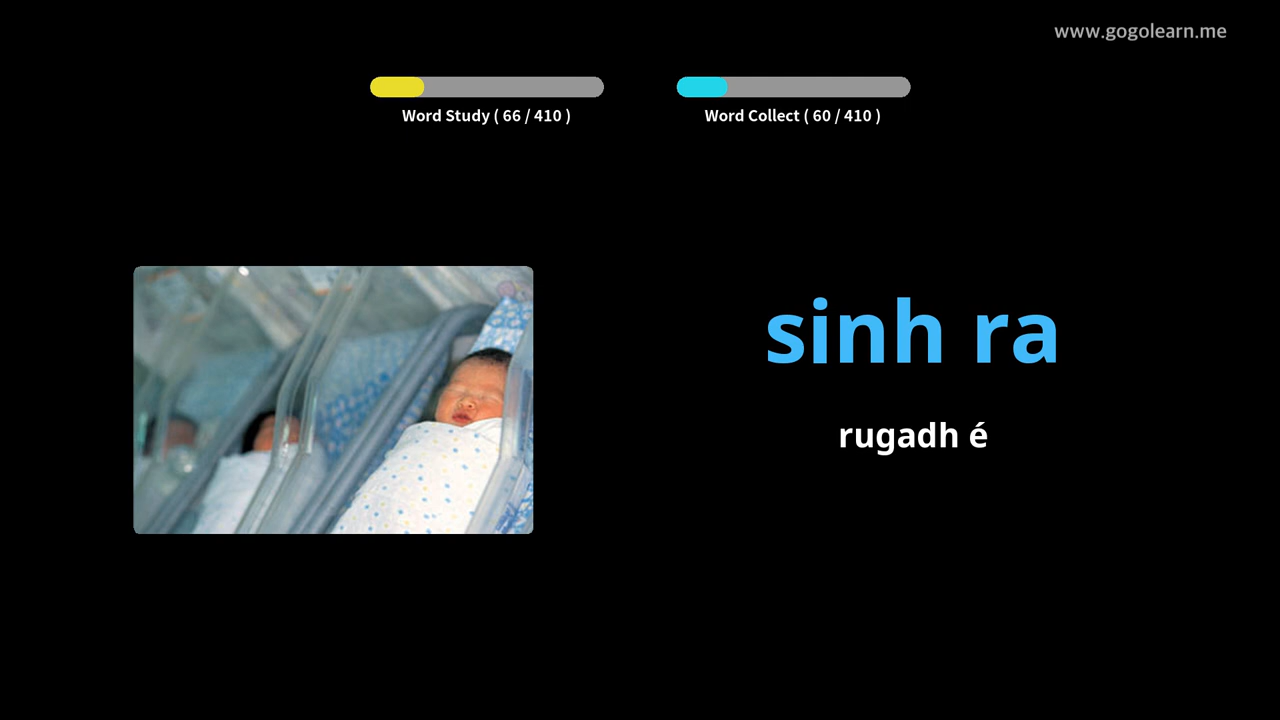 www.gogolearn.me
Word Study ( 66 / 410 )
Word Collect ( 60 / 410 )
sinh ra
rugadh é